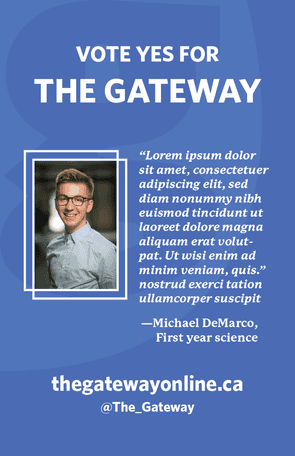 VOTE YES FOR
THE GATEWAY
“Lorem ipsum dolor
sit amet, consectetuer
adipiscing elit, sed
diam nonummy nibh
euismod tincidunt ut
laoreet dolore magna
aliquam erat volut-
pat. Ut wisi enim ad
minim veniam, quis.”
nostrud exerci tation
ullamcorper suscipit
—Michael DeMarco,
First year science
thegatewayonline.ca
@The_Gateway